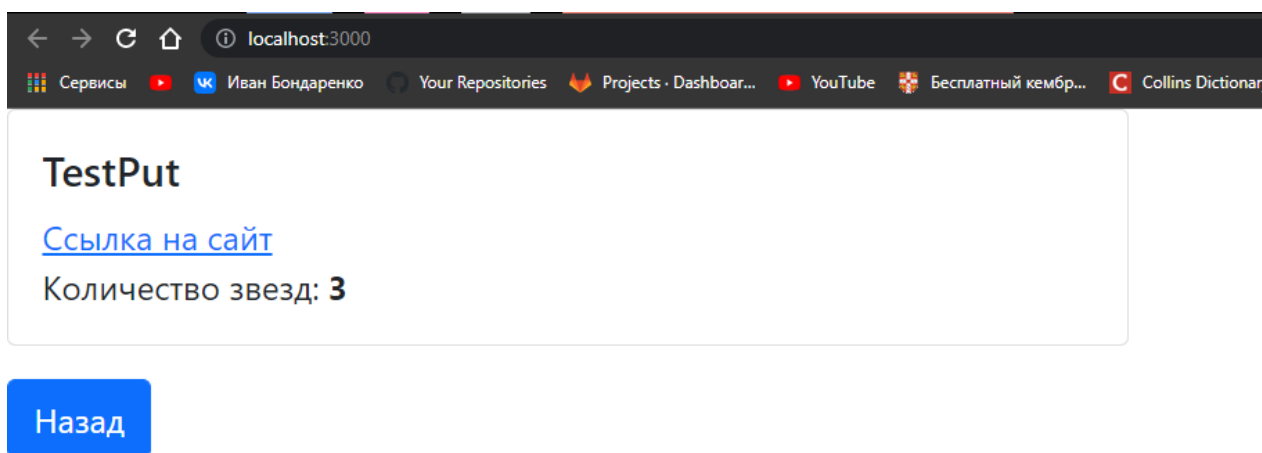 localhost:3000
Сервисы Иван Бондаренко Your Repositories Projects · Dashboar... YouTube Бесплатный кембр... Collins Dictionar
TestPut
Ссылка на сайт
Количество звезд: 3
Назад